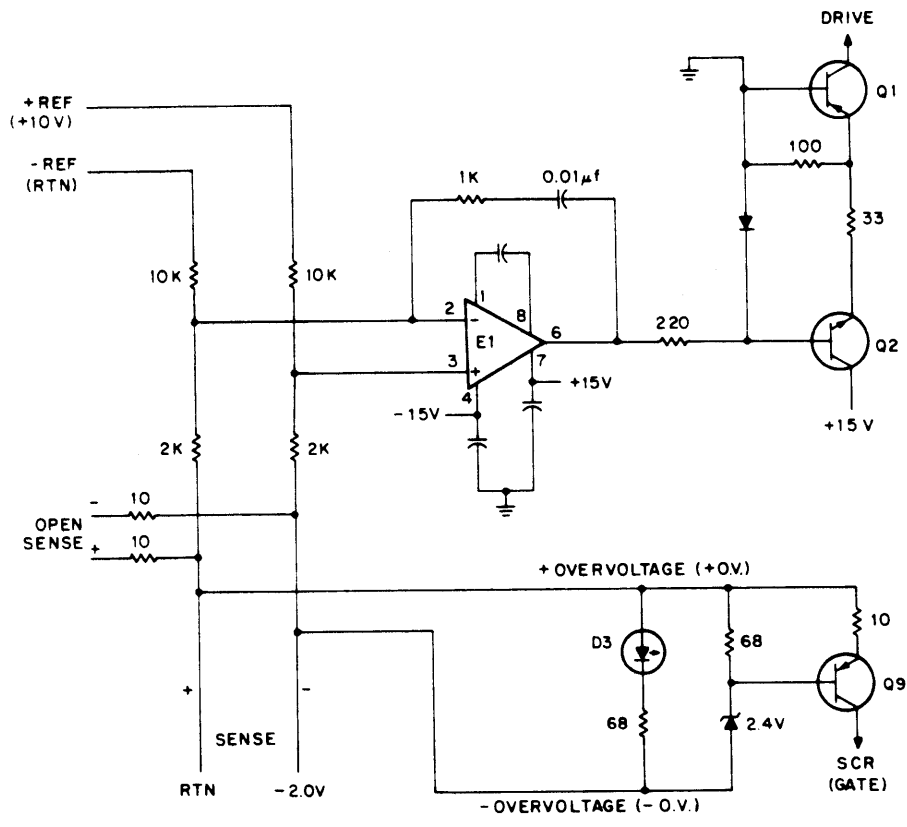 DRIVE
Q1
+REF
(+10V)
-REF
(RTN)
100
1K
0.01µf
33
10K
10K
1
2
-
8
E1
6
220
3
+
7
4
+15V
-15V
Q2
+15V
2K
2K
-
10
OPEN
SENSE
+
10
+ OVERVOLTAGE (+O.V.)
10
D3
68
Q9
+
-
68
2.4V
SENSE
SCR
(GATE)
RTN
-2.0V
-OVERVOLTAGE (-O.V.)